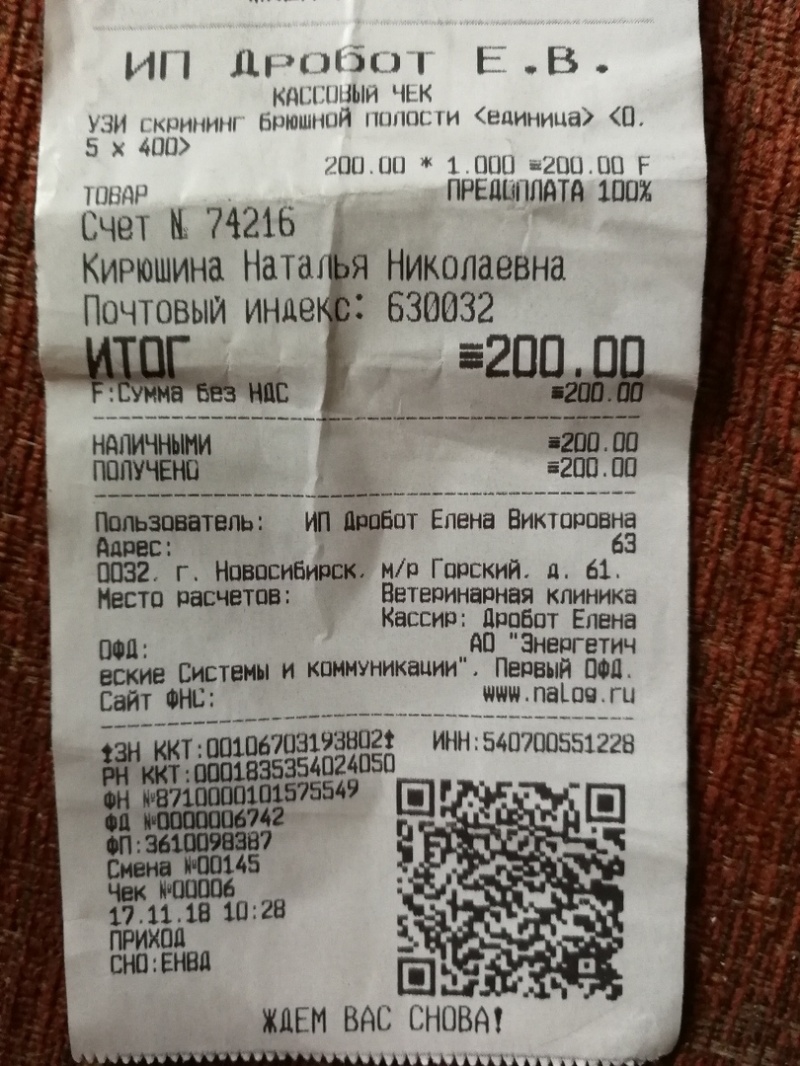 ИП Дробот Е.В.
КАССОВЫЙ ЧЕК
УЗИ скрининг брюшной полости <единица> <0.
5 x 400>
200.00 * 1.000 ≡200.00 F
ТОВАР ПРЕДОПЛАТА 100%
Счет № 74216
Кирюшина Наталья Николаевна
Почтовый индекс: 630032
ИТОГ ≡200.00
F:Сумма без НДС ≡200.00
НАЛИЧНЫМИ ≡200.00
ПОЛУЧЕНО ≡200.00
Пользователь: ИП Дробот Елена Викторовна
Адрес: 63
0032, г. Новосибирск, м/р Горский, д. 61,
Место расчетов: Ветеринарная клиника
Кассир: Дробот Елена
ОФД: АО "Энергетич
еские Системы и коммуникации", Первый ОФД.
Сайт ФНС: www.nalog.ru
ЗН ККТ:00106703193802 ИНН:540700551228
РН ККТ:0001835354024050
ФН №8710000101575549
ФД №0000006742
ФП:3610098387
Смена №00145
Чек №00006
17.11.18 10:28
ПРИХОД
СНО:ЕНВД
ЖДЕМ ВАС СНОВА!